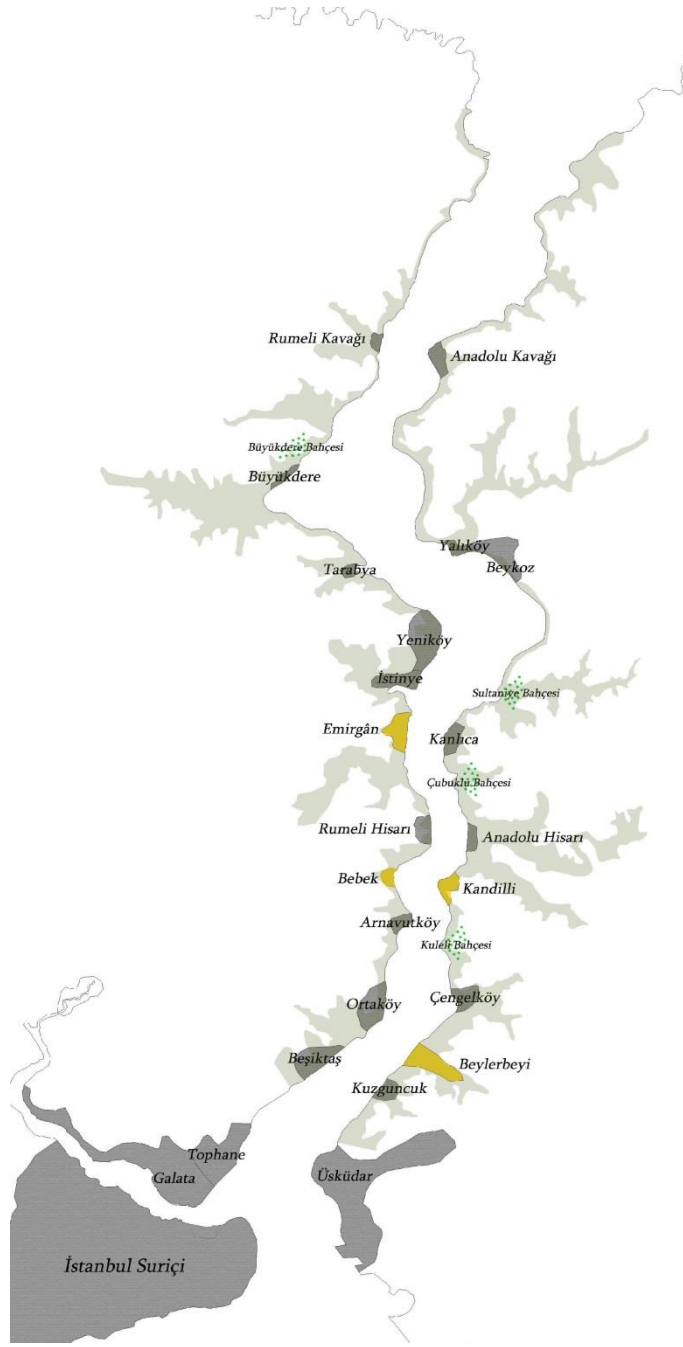 Rumeli Kavağı
Anadolu Kavağı
Büyükdere Bahçesi
Büyükdere
Yalıköy
Beykoz
Tarabya
Yeniköy
İstinye
Sultaniye Bahçesi
Emirgân
Kanlıca
Çubuklu Bahçesi
Rumeli Hisarı
Anadolu Hisarı
Bebek
Kandilli
Arnavutköy
Kuleli Bahçesi
Ortaköy
Çengelköy
Beşiktaş
Beylerbeyi
Kuzguncuk
Tophane
Galata
Üsküdar
İstanbul Suriçi